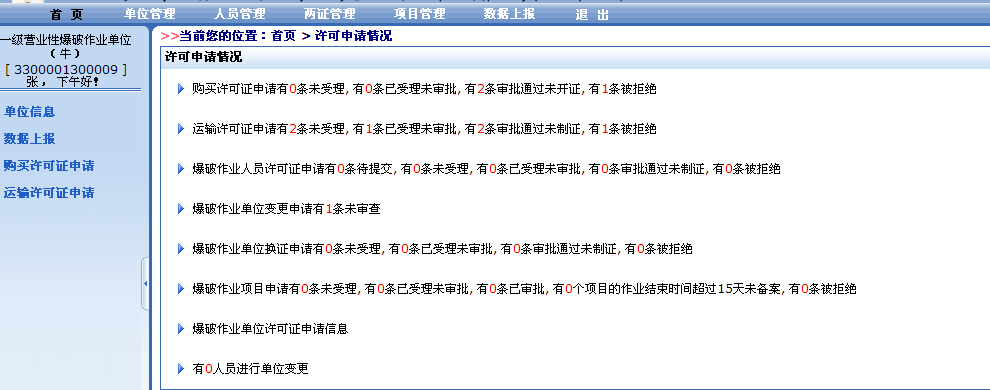 首 页 单位管理 人员管理 两证管理 项目管理 数据上报 退 出
一级营业性爆破作业单位
（牛）
[ 3300001300009 ]
张， 下午好!
单位信息
数据上报
购买许可证申请
运输许可证申请
>>当前您的位置：首页 > 许可申请情况
许可申请情况
购买许可证申请有0条未受理, 有0条已受理未审批, 有2条审批通过未开证, 有1条被拒绝
运输许可证申请有2条未受理, 有1条已受理未审批, 有2条审批通过未制证, 有1条被拒绝
爆破作业人员许可证申请有0条待提交, 有0条未受理, 有0条已受理未审批, 有0条审批通过未制证, 有0条被拒绝
爆破作业单位变更申请有1条未审查
爆破作业单位换证申请有0条未受理, 有0条已受理未审批, 有0条审批通过未制证, 有0条被拒绝
爆破作业项目申请有0条未受理, 有0条已受理未审批, 有0条已审批, 有0个项目的作业结束时间超过15天未备案, 有0条被拒绝
爆破作业单位许可证申请信息
有0人员进行单位变更